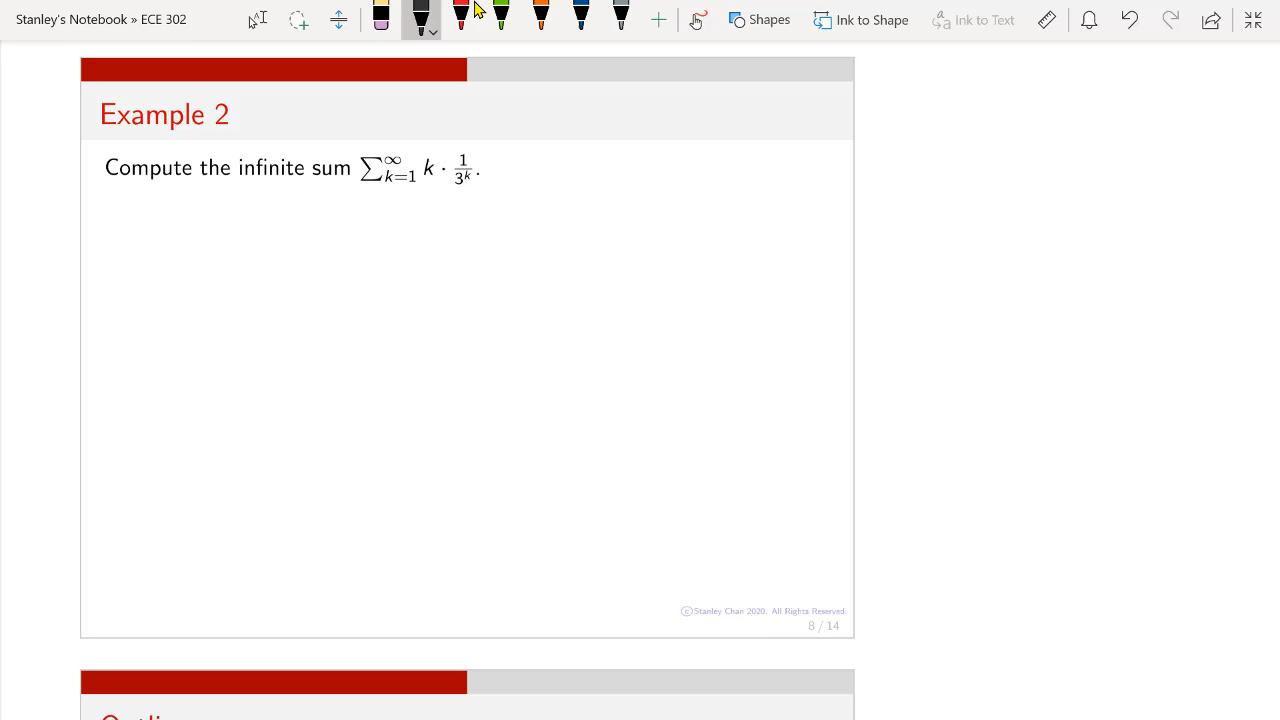 Stanley's Notebook » ECE 302
Shapes
Ink to Shape
Ink to Text
Example 2
Compute the infinite sum ∑_{k=1}^{∞} k · 1/3^k.
©Stanley Chan 2020. All Rights Reserved.
8 / 14